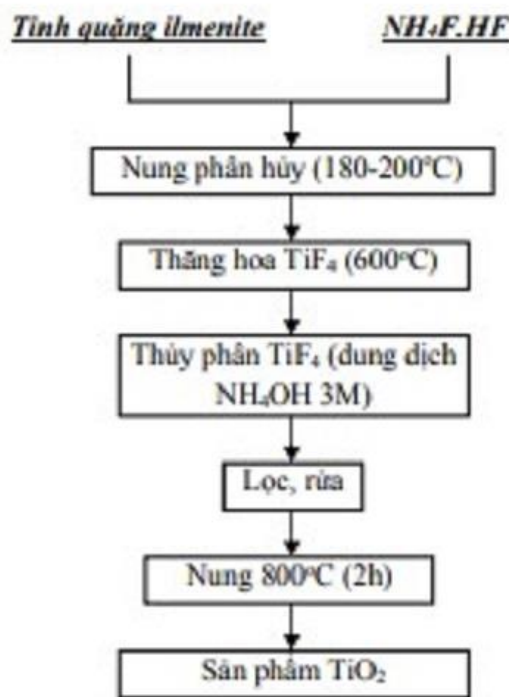 Tinh quặng ilmenite
NH₄F.HF
Nung phân hủy (180-200°C)
Thăng hoa TiF₄ (600°C)
Thủy phân TiF₄ (dung dịch
NH₄OH 3M)
Lọc, rửa
Nung 800°C (2h)
Sản phẩm TiO₂